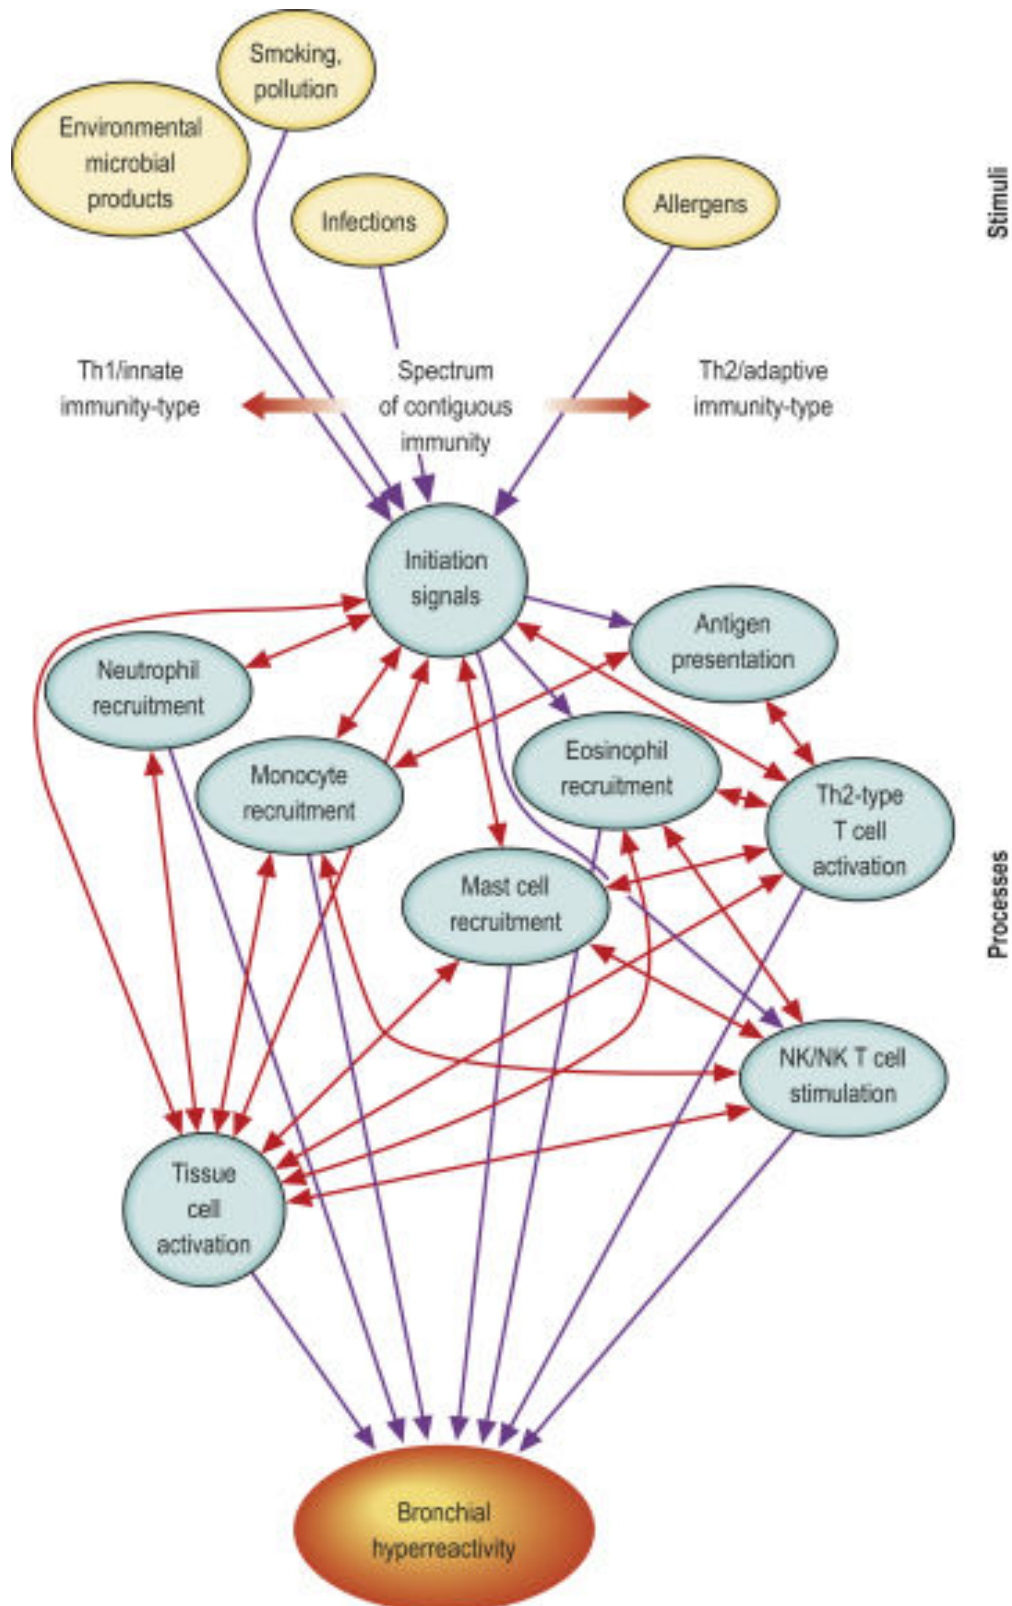 Smoking,
pollution
Environmental
microbial
products
Infections
Allergens
Stimuli
Th1/innate
immunity-type
Spectrum
of contiguous
immunity
Th2/adaptive
immunity-type
Initiation
signals
Antigen
presentation
Neutrophil
recruitment
Monocyte
recruitment
Eosinophil
recruitment
Th2-type
T cell
activation
Mast cell
recruitment
Processes
NK/NK T cell
stimulation
Tissue
cell
activation
Bronchial
hyperreactivity